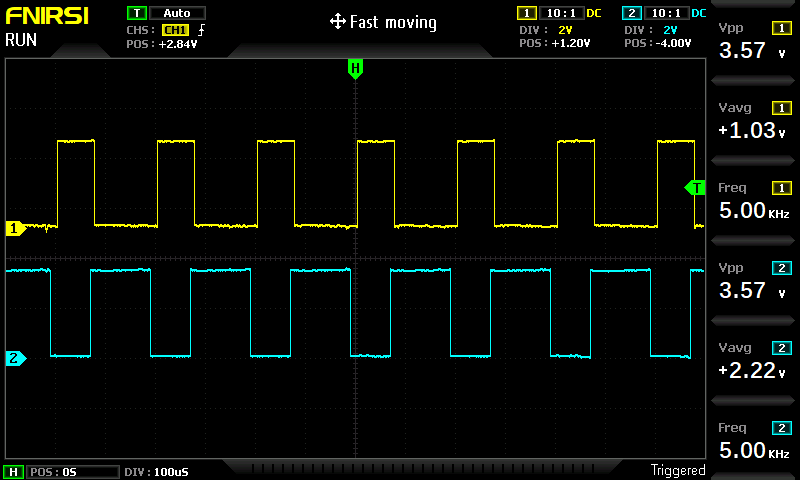 FNIRSI
RUN
T Auto
CHS: CH1
POS: +2.84V
Fast moving
1 10:1 DC
DIV: 2V
POS: +1.20V
2 10:1 DC
DIV: 2V
POS: -4.00V
H
T
1
2
Vpp 1
3.57 V
Vavg 1
+1.03 V
Freq 1
5.00 KHz
Vpp 2
3.57 V
Vavg 2
+2.22 V
Freq 2
5.00 KHz
H POS: 0S DIV: 100uS
Triggered